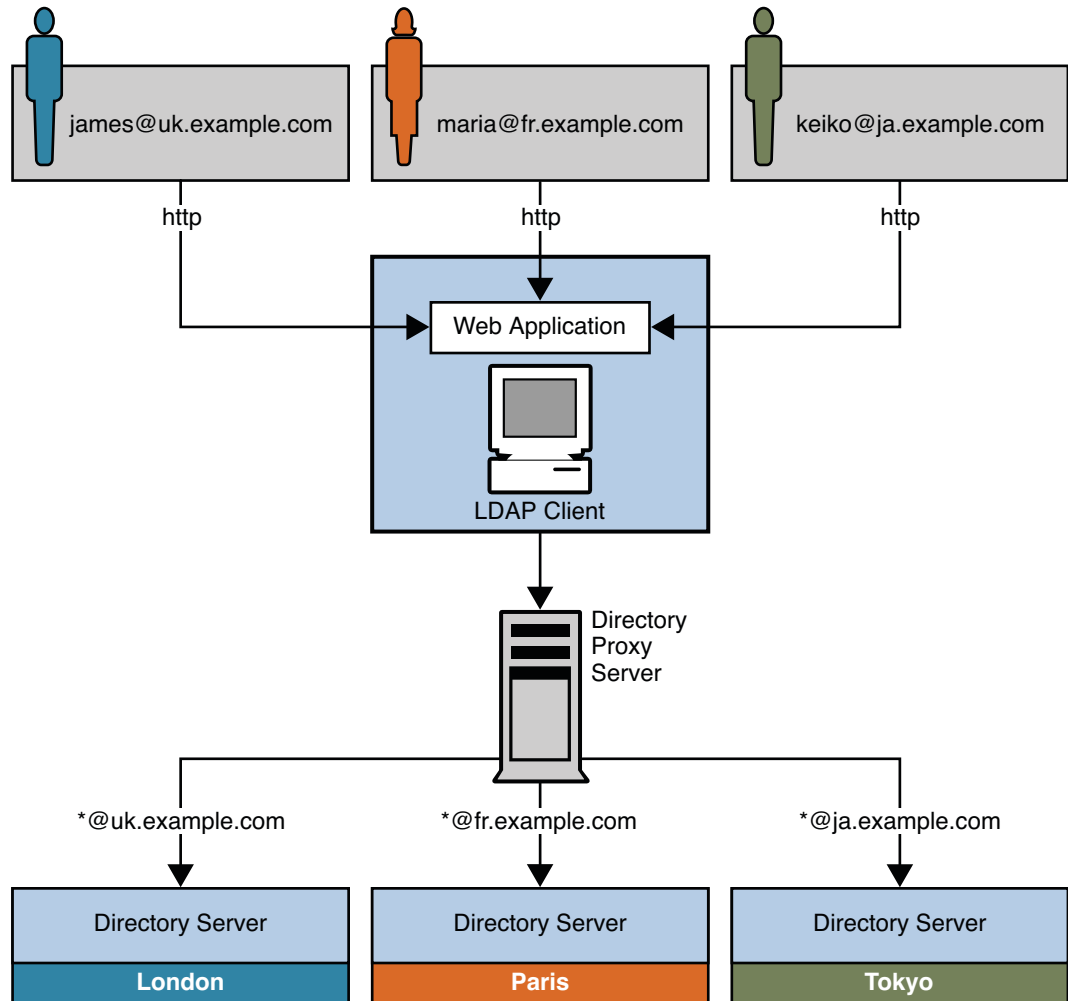 james@uk.example.com
maria@fr.example.com
keiko@ja.example.com
http
http
http
Web Application
LDAP Client
Directory
Proxy
Server
*@uk.example.com
*@fr.example.com
*@ja.example.com
Directory Server
Directory Server
Directory Server
London
Paris
Tokyo